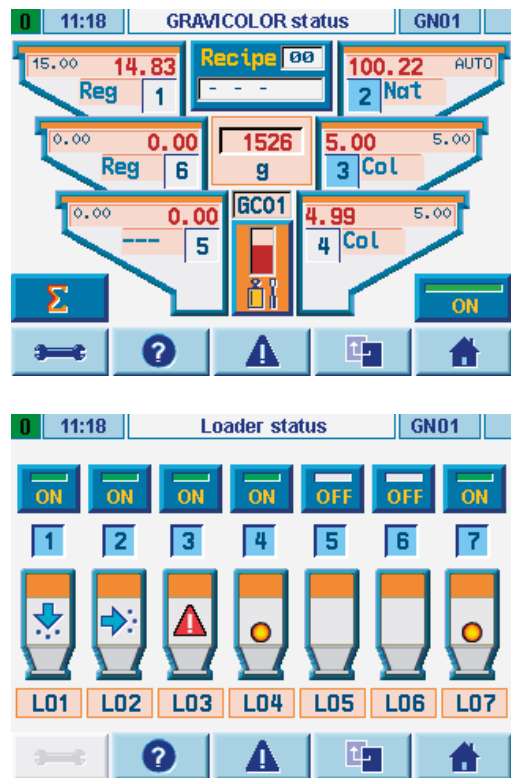 0 11:18 GRAVICOLOR status GN01
15.00 14.83 Recipe 00 100.22 AUTO
Reg 1 - - - 2 Nat
0.00 0.00 1526 5.00 5.00
Reg 6 g 3 Col
0.00 0.00 GC01 4.99 5.00
--- 5 4 Col
Σ ON
?
0 11:18 Loader status GN01
ON ON ON ON OFF OFF ON
1 2 3 4 5 6 7
L01 L02 L03 L04 L05 L06 L07
?